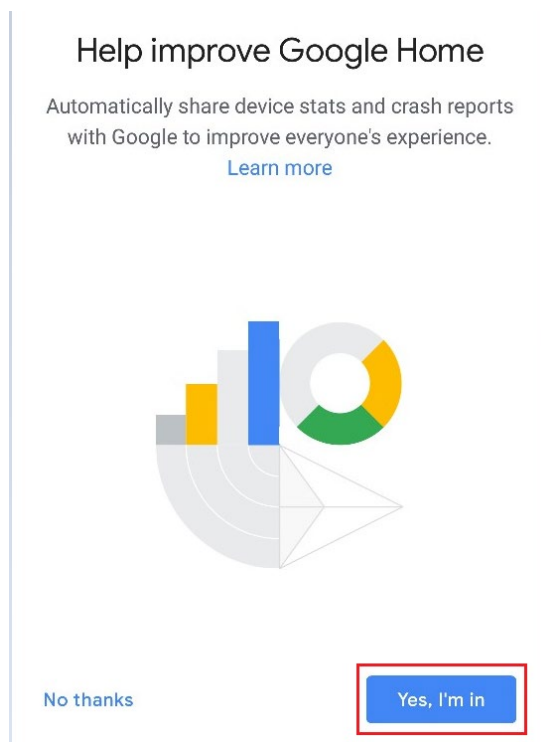 Help improve Google Home
Automatically share device stats and crash reports
with Google to improve everyone's experience.
Learn more
No thanks
Yes, I'm in